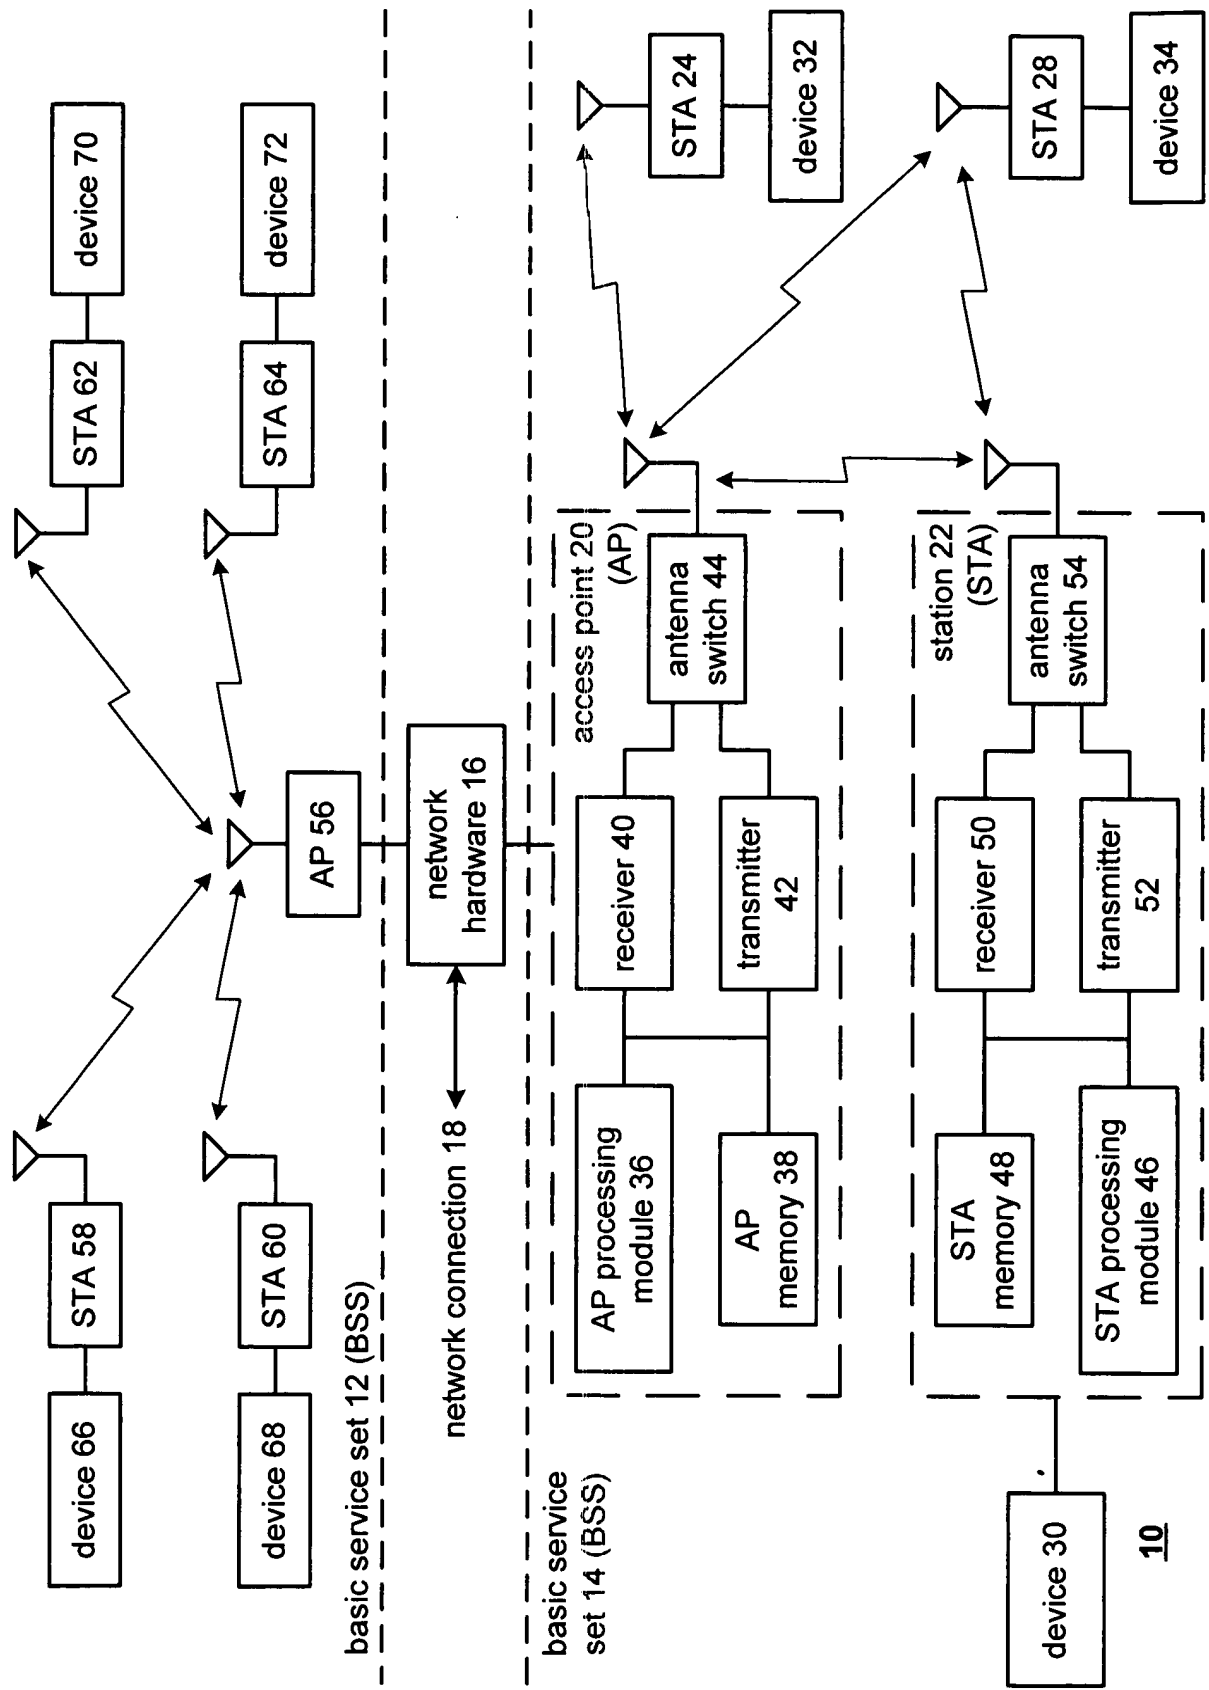 device 66
STA 58
STA 62
device 70
device 68
STA 60
STA 64
device 72
AP 56
basic service set 12 (BSS)
network connection 18
network
hardware 16
basic service
set 14 (BSS)
access point 20
(AP)
AP processing
module 36
receiver 40
antenna
switch 44
AP
memory 38
transmitter
42
STA 24
device 32
station 22
(STA)
STA
memory 48
receiver 50
antenna
switch 54
STA processing
module 46
transmitter
52
STA 28
device 34
device 30
10